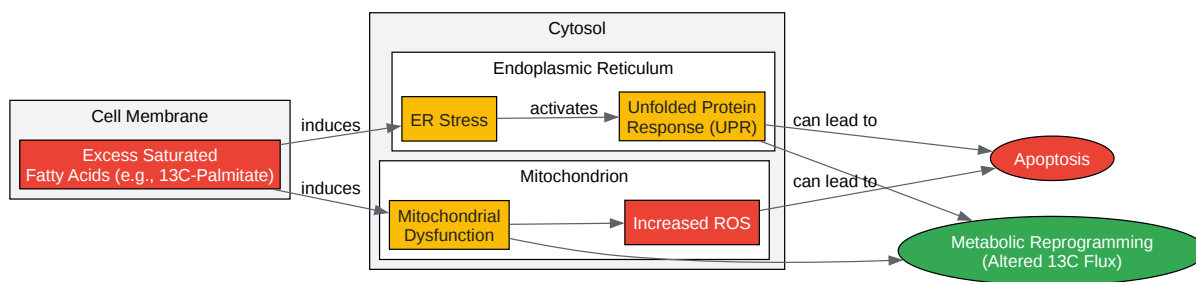 Cytosol
Endoplasmic Reticulum
Cell Membrane
induces
ER Stress
activates
Unfolded Protein
Response (UPR)
can lead to
Excess Saturated
Fatty Acids (e.g., 13C-Palmitate)
Apoptosis
induces
Mitochondrion
can lead to
Mitochondrial
Dysfunction
Increased ROS
Metabolic Reprogramming
(Altered 13C Flux)